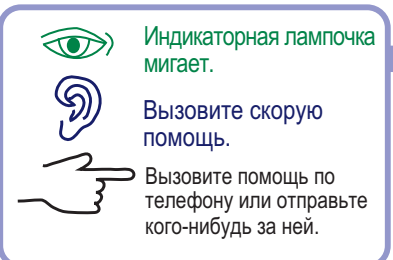 Индикаторная лампочка
мигает.
Вызовите скорую
помощь.
Вызовите помощь по
телефону или отправьте
кого-нибудь за ней.